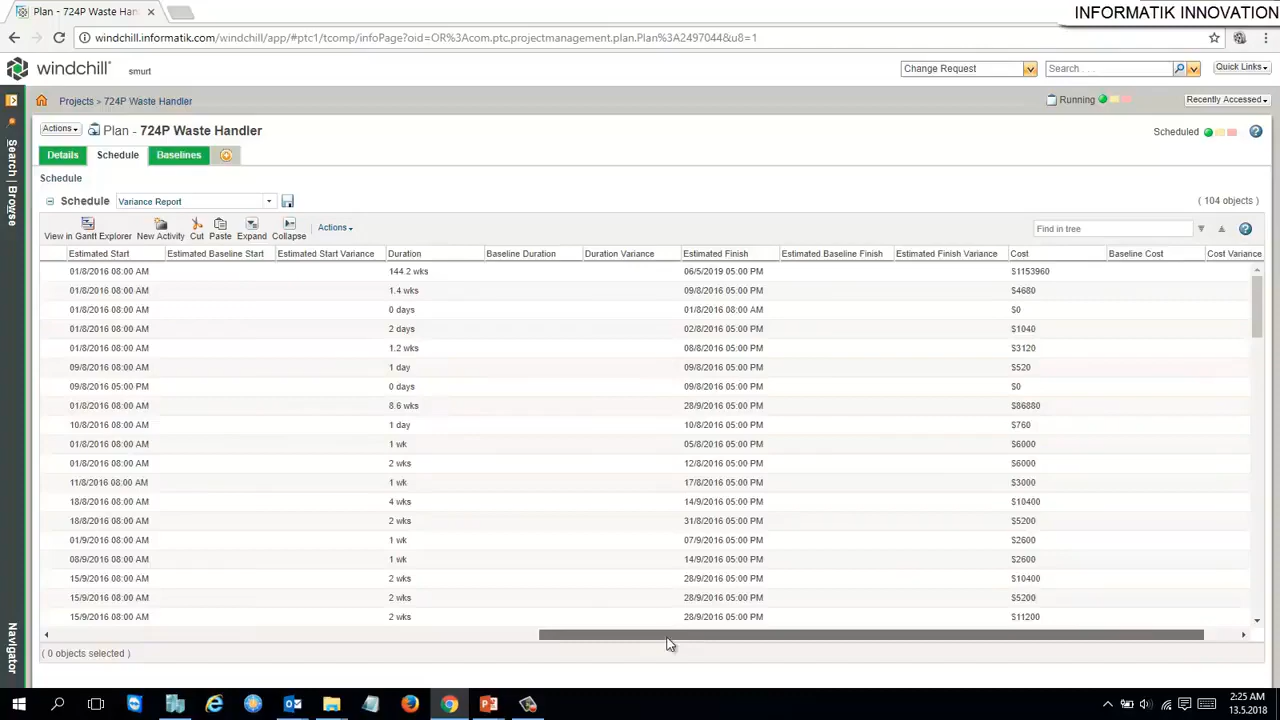 Plan - 724P Waste Han
INFORMATIK INNOVATION
windchill.informatik.com/windchill/app/#ptc1/tcomp/infoPage?oid=OR%3Acom.ptc.projectmanagement.plan.Plan%3A2497044&u8=1
windchill smurt Change Request Search . . . Quick Links
Projects > 724P Waste Handler Running Recently Accessed
Actions Plan - 724P Waste Handler Scheduled
Details Schedule Baselines
Search | Browse
Schedule
Schedule Variance Report ( 104 objects )
View in Gantt Explorer New Activity Cut Paste Expand Collapse Actions Find in tree
Estimated Start Estimated Baseline Start Estimated Start Variance Duration Baseline Duration Duration Variance Estimated Finish Estimated Baseline Finish Estimated Finish Variance Cost Baseline Cost Cost Variance
01/8/2016 08:00 AM 144.2 wks 06/5/2019 05:00 PM $1153960
01/8/2016 08:00 AM 1.4 wks 09/8/2016 05:00 PM $4680
01/8/2016 08:00 AM 0 days 01/8/2016 08:00 AM $0
01/8/2016 08:00 AM 2 days 02/8/2016 05:00 PM $1040
01/8/2016 08:00 AM 1.2 wks 08/8/2016 05:00 PM $3120
09/8/2016 08:00 AM 1 day 09/8/2016 05:00 PM $520
09/8/2016 05:00 PM 0 days 09/8/2016 05:00 PM $0
01/8/2016 08:00 AM 8.6 wks 28/9/2016 05:00 PM $86880
10/8/2016 08:00 AM 1 day 10/8/2016 05:00 PM $760
01/8/2016 08:00 AM 1 wk 05/8/2016 05:00 PM $6000
01/8/2016 08:00 AM 2 wks 12/8/2016 05:00 PM $6000
11/8/2016 08:00 AM 1 wk 17/8/2016 05:00 PM $3000
18/8/2016 08:00 AM 4 wks 14/9/2016 05:00 PM $10400
18/8/2016 08:00 AM 2 wks 31/8/2016 05:00 PM $5200
01/9/2016 08:00 AM 1 wk 07/9/2016 05:00 PM $2600
08/9/2016 08:00 AM 1 wk 14/9/2016 05:00 PM $2600
15/9/2016 08:00 AM 2 wks 28/9/2016 05:00 PM $10400
15/9/2016 08:00 AM 2 wks 28/9/2016 05:00 PM $5200
15/9/2016 08:00 AM 2 wks 28/9/2016 05:00 PM $11200
Navigator
( 0 objects selected )
2:25 AM
13.5.2018